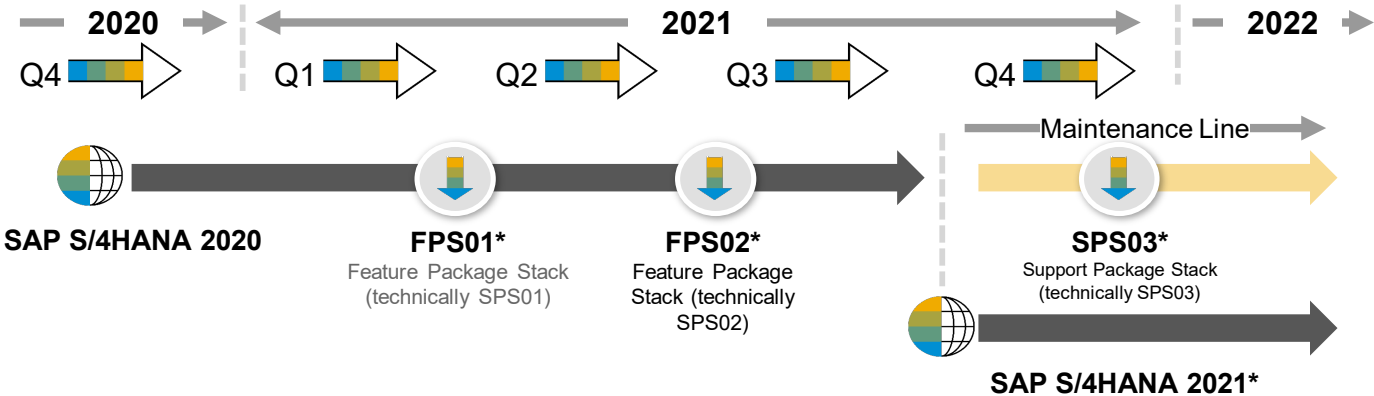 2020
2021
2022
Q4
Q1
Q2
Q3
Q4
Maintenance Line
SAP S/4HANA 2020
FPS01*
Feature Package Stack
(technically SPS01)
FPS02*
Feature Package
Stack (technically
SPS02)
SPS03*
Support Package Stack
(technically SPS03)
SAP S/4HANA 2021*